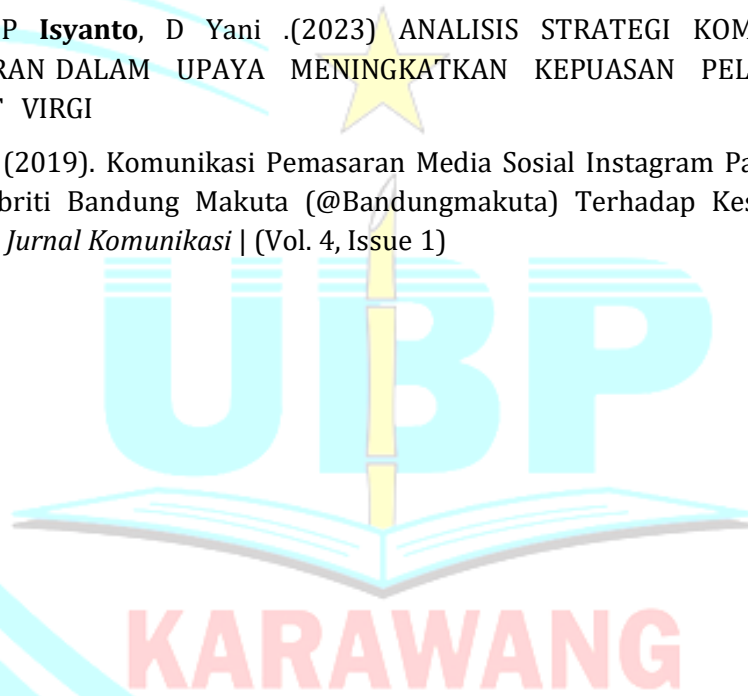 P Isyanto, D Yani .(2023) ANALISIS STRATEGI KOM
RAN DALAM UPAYA MENINGKATKAN KEPUASAN PEL
VIRGI
(2019). Komunikasi Pemasaran Media Sosial Instagram Pa
briti Bandung Makuta (@Bandungmakuta) Terhadap Kes
Jurnal Komunikasi | (Vol. 4, Issue 1)
UBP
KARAWANG